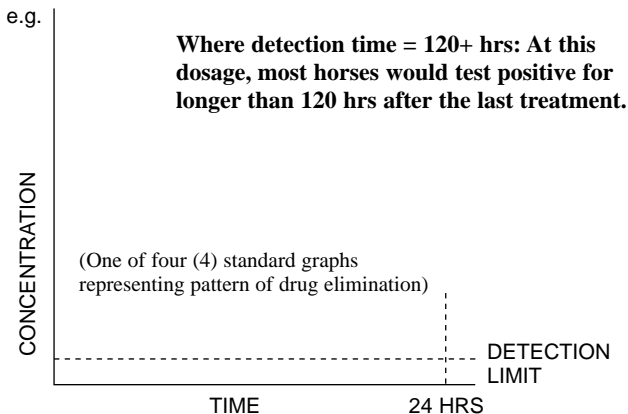 e.g.
Where detection time = 120+ hrs: At this
dosage, most horses would test positive for
longer than 120 hrs after the last treatment.
CONCENTRATION
(One of four (4) standard graphs
representing pattern of drug elimination)
DETECTION
LIMIT
TIME
24 HRS